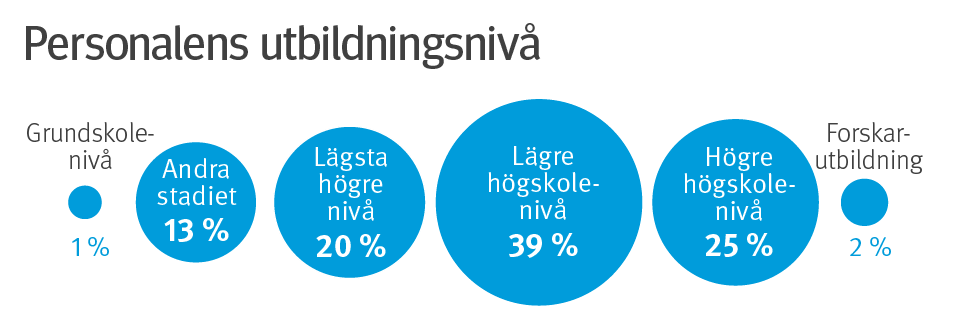 Personalens utbildningsnivå
Grundskole-
nivå
1 %
Andra
stadiet
13 %
Lägsta
högre
nivå
20 %
Lägre
högskole-
nivå
39 %
Högre
högskole-
nivå
25 %
Forskar-
utbildning
2 %